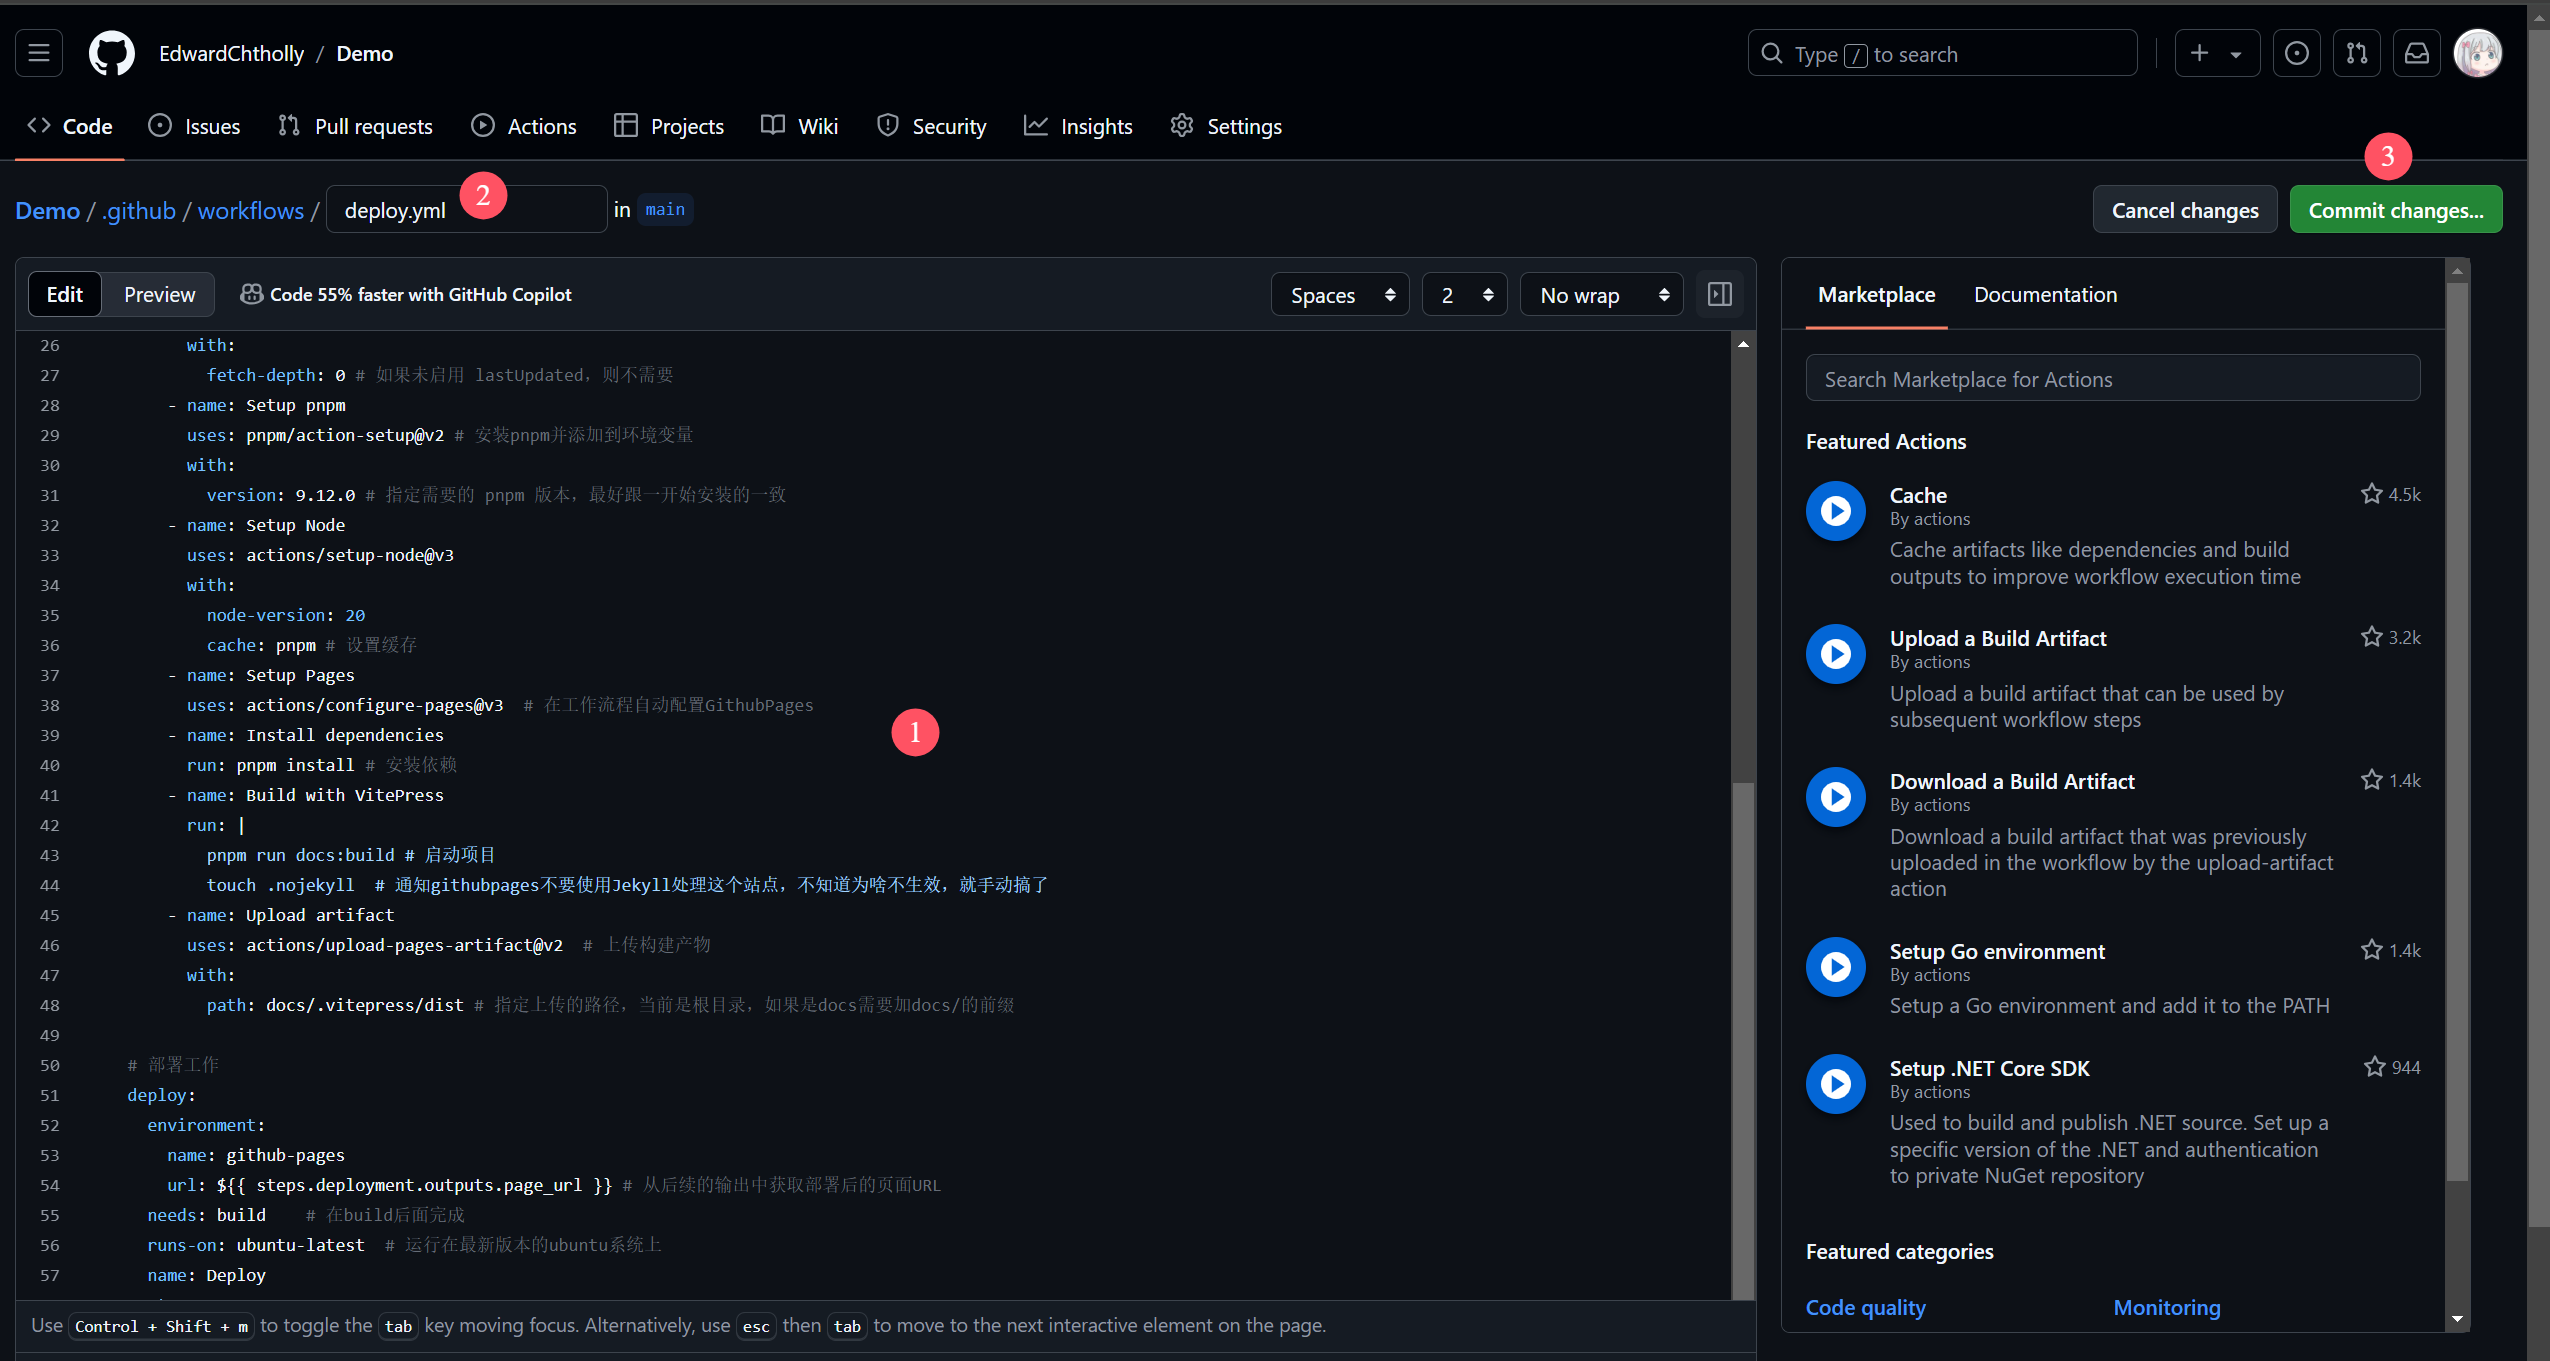 EdwardChtholly / Demo
Type / to search
Code Issues Pull requests Actions Projects Wiki Security Insights Settings
3
Demo / .github / workflows / deploy.yml 2 in main
Cancel changes Commit changes...
Edit Preview Code 55% faster with GitHub Copilot Spaces 2 No wrap
26 with:
27 fetch-depth: 0 # 如果未启用 lastUpdated，则不需要
28 - name: Setup pnpm
29 uses: pnpm/action-setup@v2 # 安装pnpm并添加到环境变量
30 with:
31 version: 9.12.0 # 指定需要的 pnpm 版本，最好跟一开始安装的一致
32 - name: Setup Node
33 uses: actions/setup-node@v3
34 with:
35 node-version: 20
36 cache: pnpm # 设置缓存
37 - name: Setup Pages
38 uses: actions/configure-pages@v3 # 在工作流程自动配置GithubPages
1
39 - name: Install dependencies
40 run: pnpm install # 安装依赖
41 - name: Build with VitePress
42 run: |
43 pnpm run docs:build # 启动项目
44 touch .nojekyll # 通知githubpages不要使用Jekyll处理这个站点，不知道为啥不生效，就手动搞了
45 - name: Upload artifact
46 uses: actions/upload-pages-artifact@v2 # 上传构建产物
47 with:
48 path: docs/.vitepress/dist # 指定上传的路径，当前是根目录，如果是docs需要加docs/的前缀
49
50 # 部署工作
51 deploy:
52 environment:
53 name: github-pages
54 url: ${{ steps.deployment.outputs.page_url }} # 从后续的输出中获取部署后的页面URL
55 needs: build # 在build后面完成
56 runs-on: ubuntu-latest # 运行在最新版本的ubuntu系统上
57 name: Deploy
Use Control + Shift + m to toggle the tab key moving focus. Alternatively, use esc then tab to move to the next interactive element on the page.
Marketplace Documentation
Search Marketplace for Actions
Featured Actions
Cache 4.5k
By actions
Cache artifacts like dependencies and build
outputs to improve workflow execution time
Upload a Build Artifact 3.2k
By actions
Upload a build artifact that can be used by
subsequent workflow steps
Download a Build Artifact 1.4k
By actions
Download a build artifact that was previously
uploaded in the workflow by the upload-artifact
action
Setup Go environment 1.4k
By actions
Setup a Go environment and add it to the PATH
Setup .NET Core SDK 944
By actions
Used to build and publish .NET source. Set up a
specific version of the .NET and authentication
to private NuGet repository
Featured categories
Code quality Monitoring